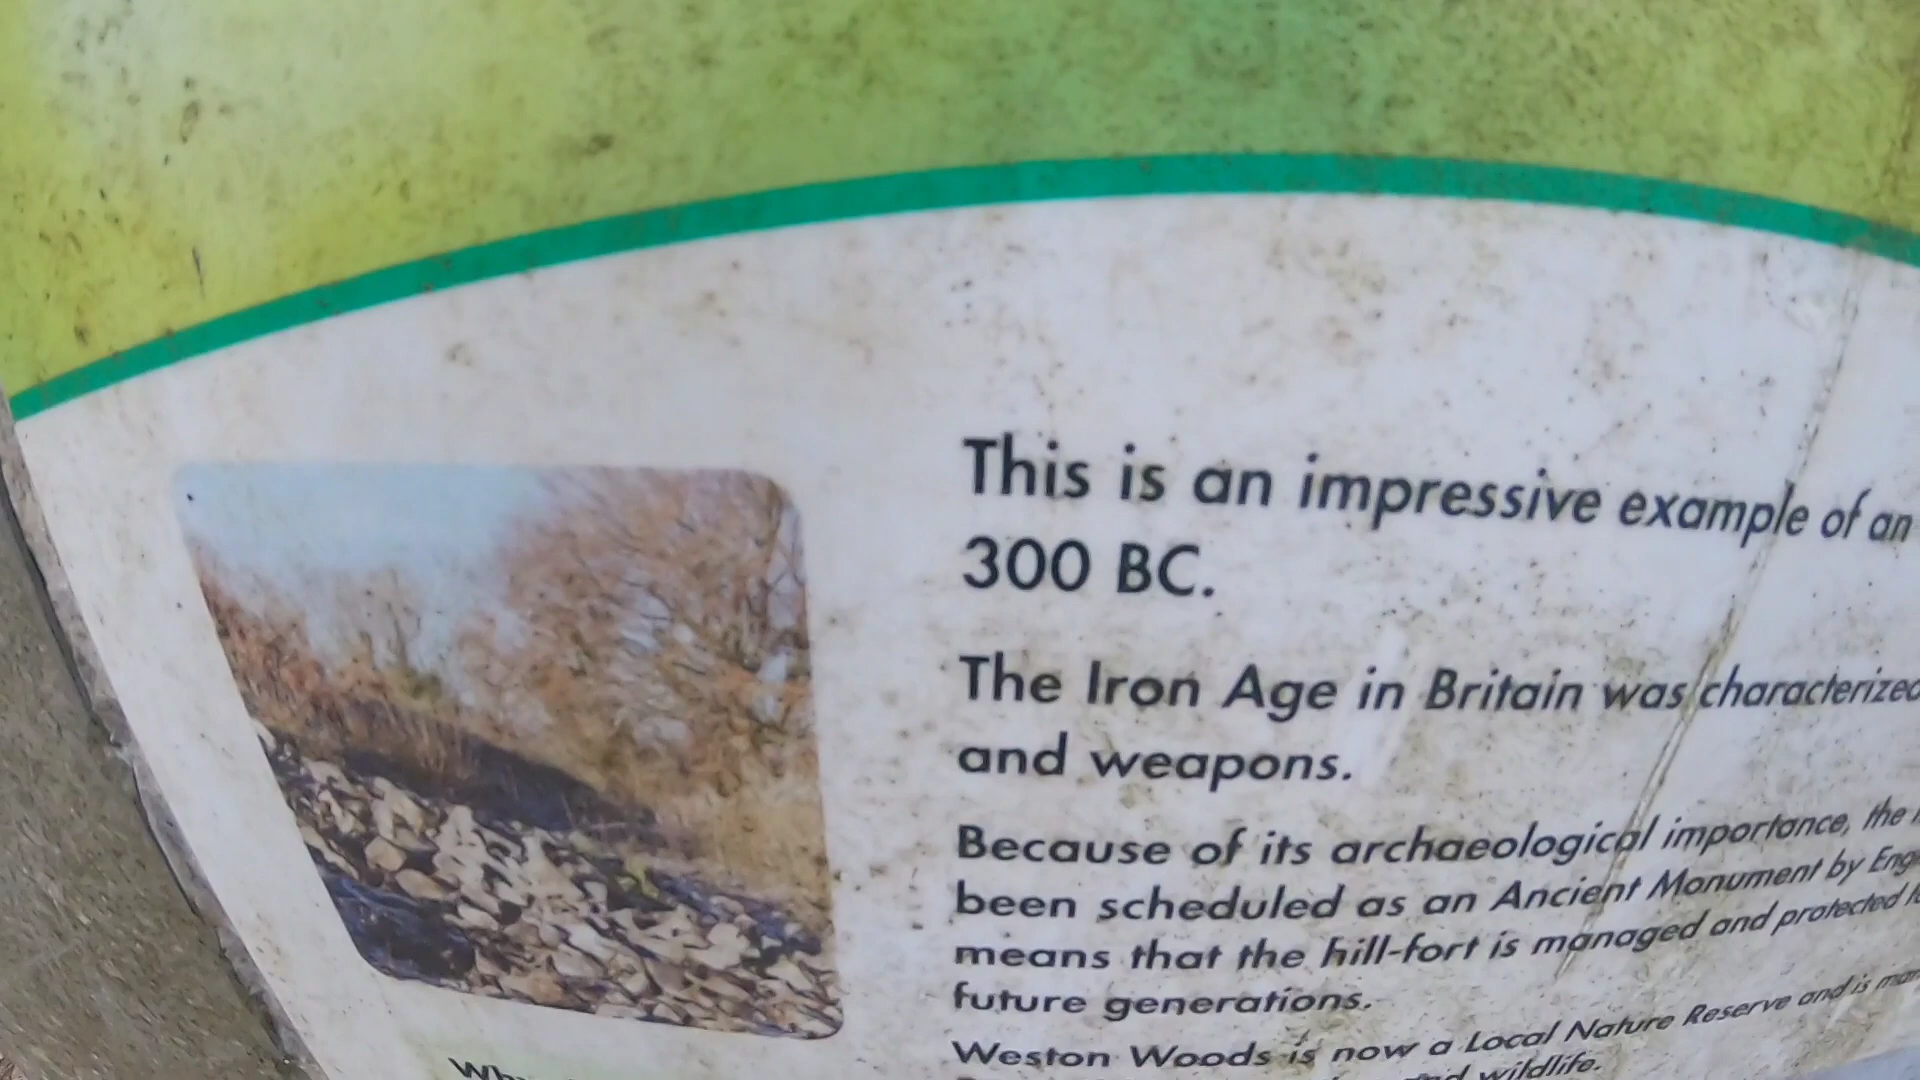 This is an impressive example of an
300 BC.
The Iron Age in Britain was characterized
and weapons.
Because of its archaeological importance, the
been scheduled as an Ancient Monument by
means that the hill-fort is managed and protected
future generations.
Weston Woods is now a Local Nature Reserve and is
wildlife.